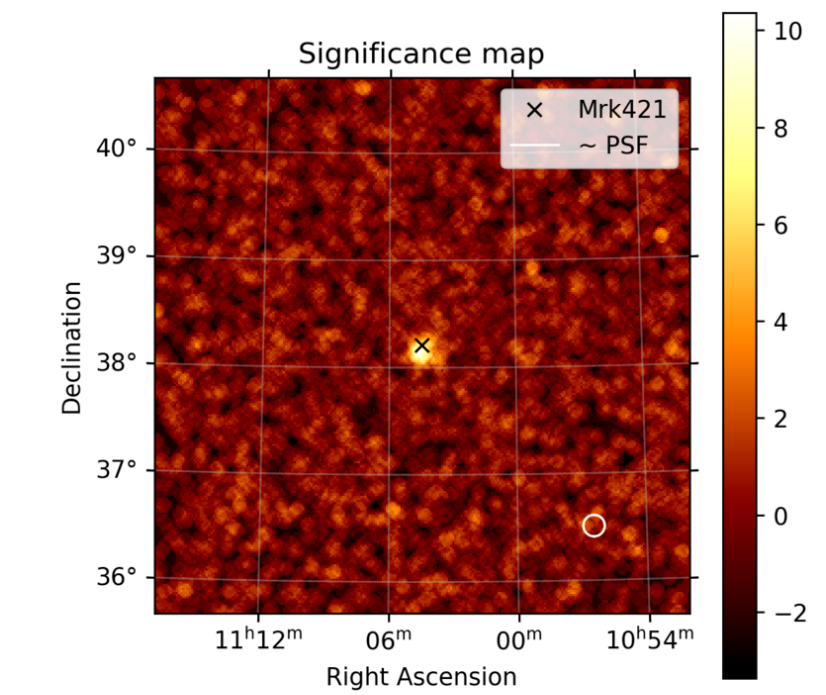 Significance map
Mrk421
~ PSF
40°
39°
38°
37°
36°
Declination
11ʰ12ᵐ 06ᵐ 00ᵐ 10ʰ54ᵐ
Right Ascension
10
8
6
4
2
0
−2